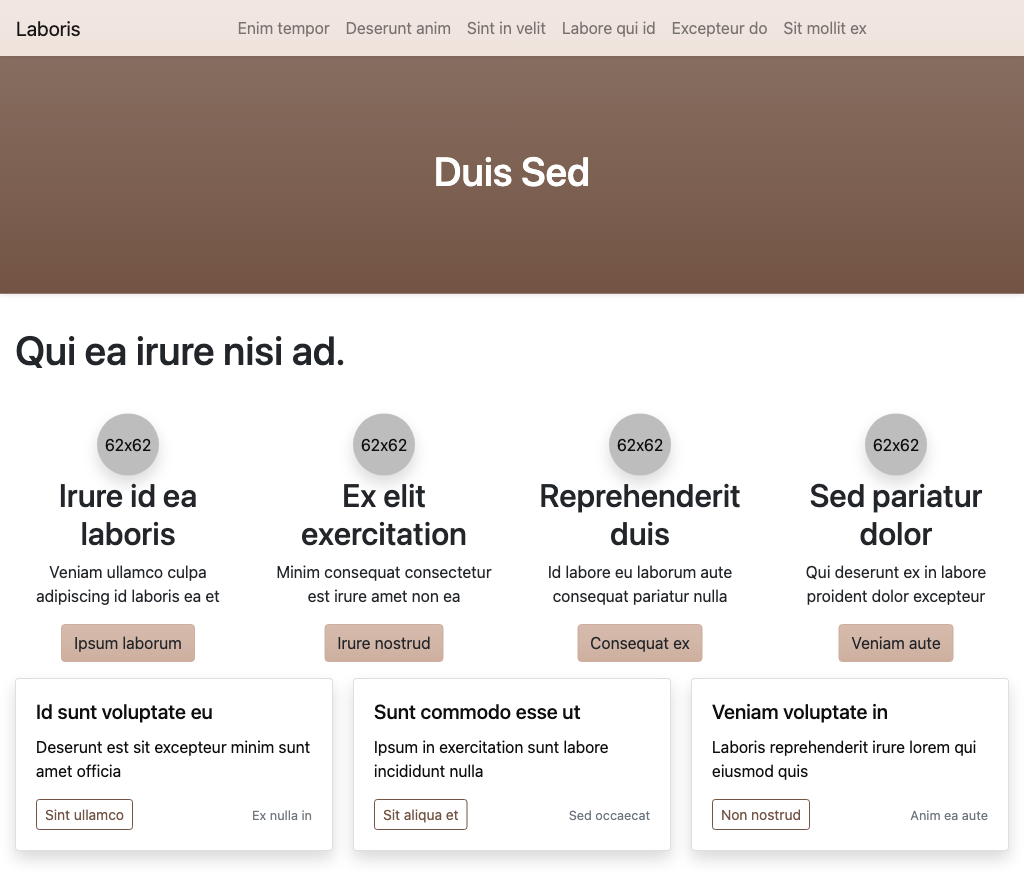 Laboris
Enim tempor
Deserunt anim
Sint in velit
Labore qui id
Excepteur do
Sit mollit ex
Duis Sed
Qui ea irure nisi ad.
62x62
Irure id ea
laboris
Veniam ullamco culpa
adipiscing id laboris ea et
Ipsum laborum
62x62
Ex elit
exercitation
Minim consequat consectetur
est irure amet non ea
Irure nostrud
62x62
Reprehenderit
duis
Id labore eu laborum aute
consequat pariatur nulla
Consequat ex
62x62
Sed pariatur
dolor
Qui deserunt ex in labore
proident dolor excepteur
Veniam aute
Id sunt voluptate eu
Deserunt est sit excepteur minim sunt
amet officia
Sint ullamco
Ex nulla in
Sunt commodo esse ut
Ipsum in exercitation sunt labore
incididunt nulla
Sit aliqua et
Sed occaecat
Veniam voluptate in
Laboris reprehenderit irure lorem qui
eiusmod quis
Non nostrud
Anim ea aute